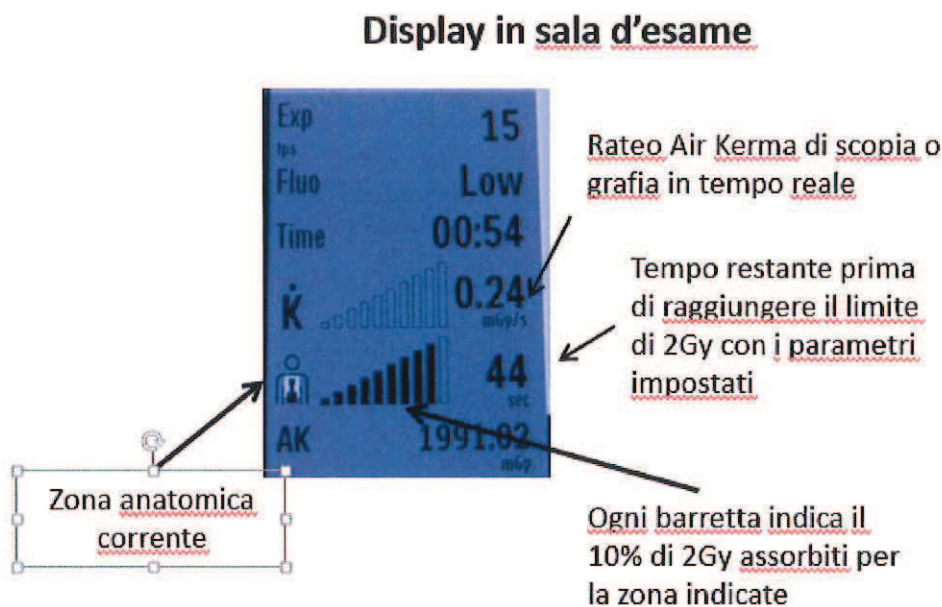 Display in sala d'esame
Exp 15
fps
Fluo Low
Time 00:54
K̇ 0.24
mGy/s
44
sec
AK 1991.02
mGy
Rateo Air Kerma di scopia o
grafia in tempo reale
Tempo restante prima
di raggiungere il limite
di 2Gy con i parametri
impostati
Zona anatomica
corrente
Ogni barretta indica il
10% di 2Gy assorbiti per
la zona indicate